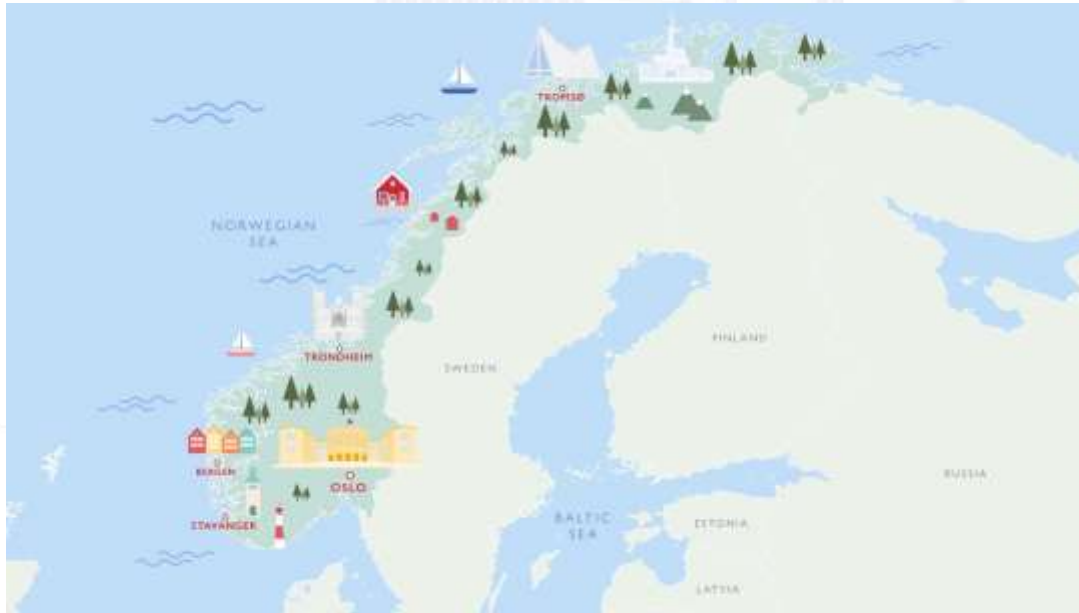 TROMSØ
NORWEGIAN
SEA
TRONDHEIM
SWEDEN
FINLAND
BERGEN
OSLO
RUSSIA
STAVANGER
BALTIC
SEA
ESTONIA
LATVIA